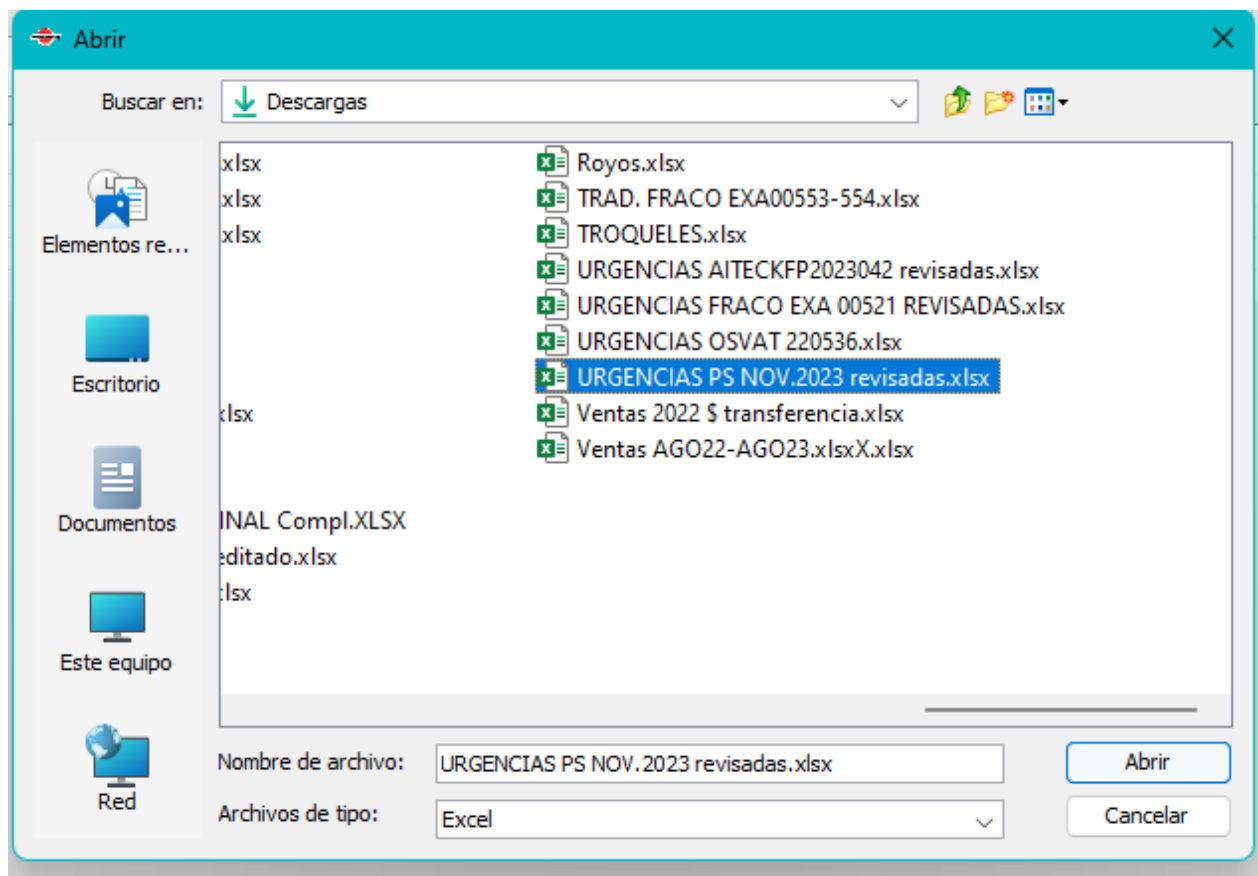 Abrir
Buscar en:
Descargas
Elementos re...
Escritorio
Documentos
Este equipo
Red
.xlsx
.xlsx
.xlsx
xlsx
INAL Compl.XLSX
editado.xlsx
xlsx
Royos.xlsx
TRAD. FRACO EXA00553-554.xlsx
TROQUELES.xlsx
URGENCIAS AITECKFP2023042 revisadas.xlsx
URGENCIAS FRACO EXA 00521 REVISADAS.xlsx
URGENCIAS OSVAT 220536.xlsx
URGENCIAS PS NOV.2023 revisadas.xlsx
Ventas 2022 $ transferencia.xlsx
Ventas AGO22-AGO23.xlsxX.xlsx
Nombre de archivo:
URGENCIAS PS NOV.2023 revisadas.xlsx
Abrir
Archivos de tipo:
Excel
Cancelar